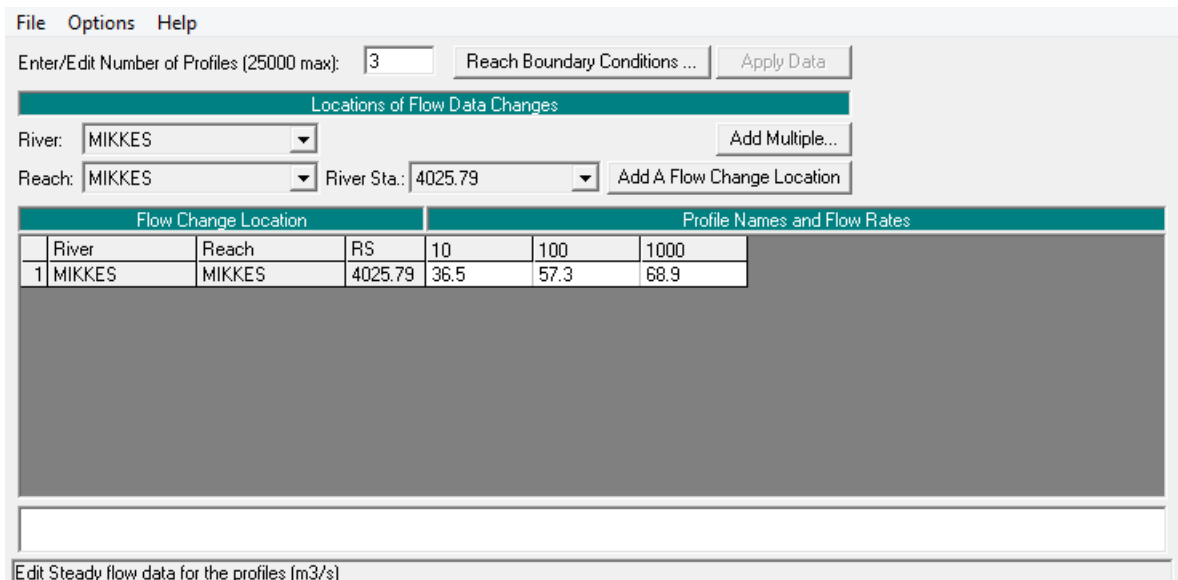 File Options Help
Enter/Edit Number of Profiles (25000 max): 3 Reach Boundary Conditions ... Apply Data
Locations of Flow Data Changes
River: MIKKES Add Multiple...
Reach: MIKKES River Sta.: 4025.79 Add A Flow Change Location
Flow Change Location Profile Names and Flow Rates
River Reach RS 10 100 1000
1 MIKKES MIKKES 4025.79 36.5 57.3 68.9
Edit Steady flow data for the profiles (m3/s)